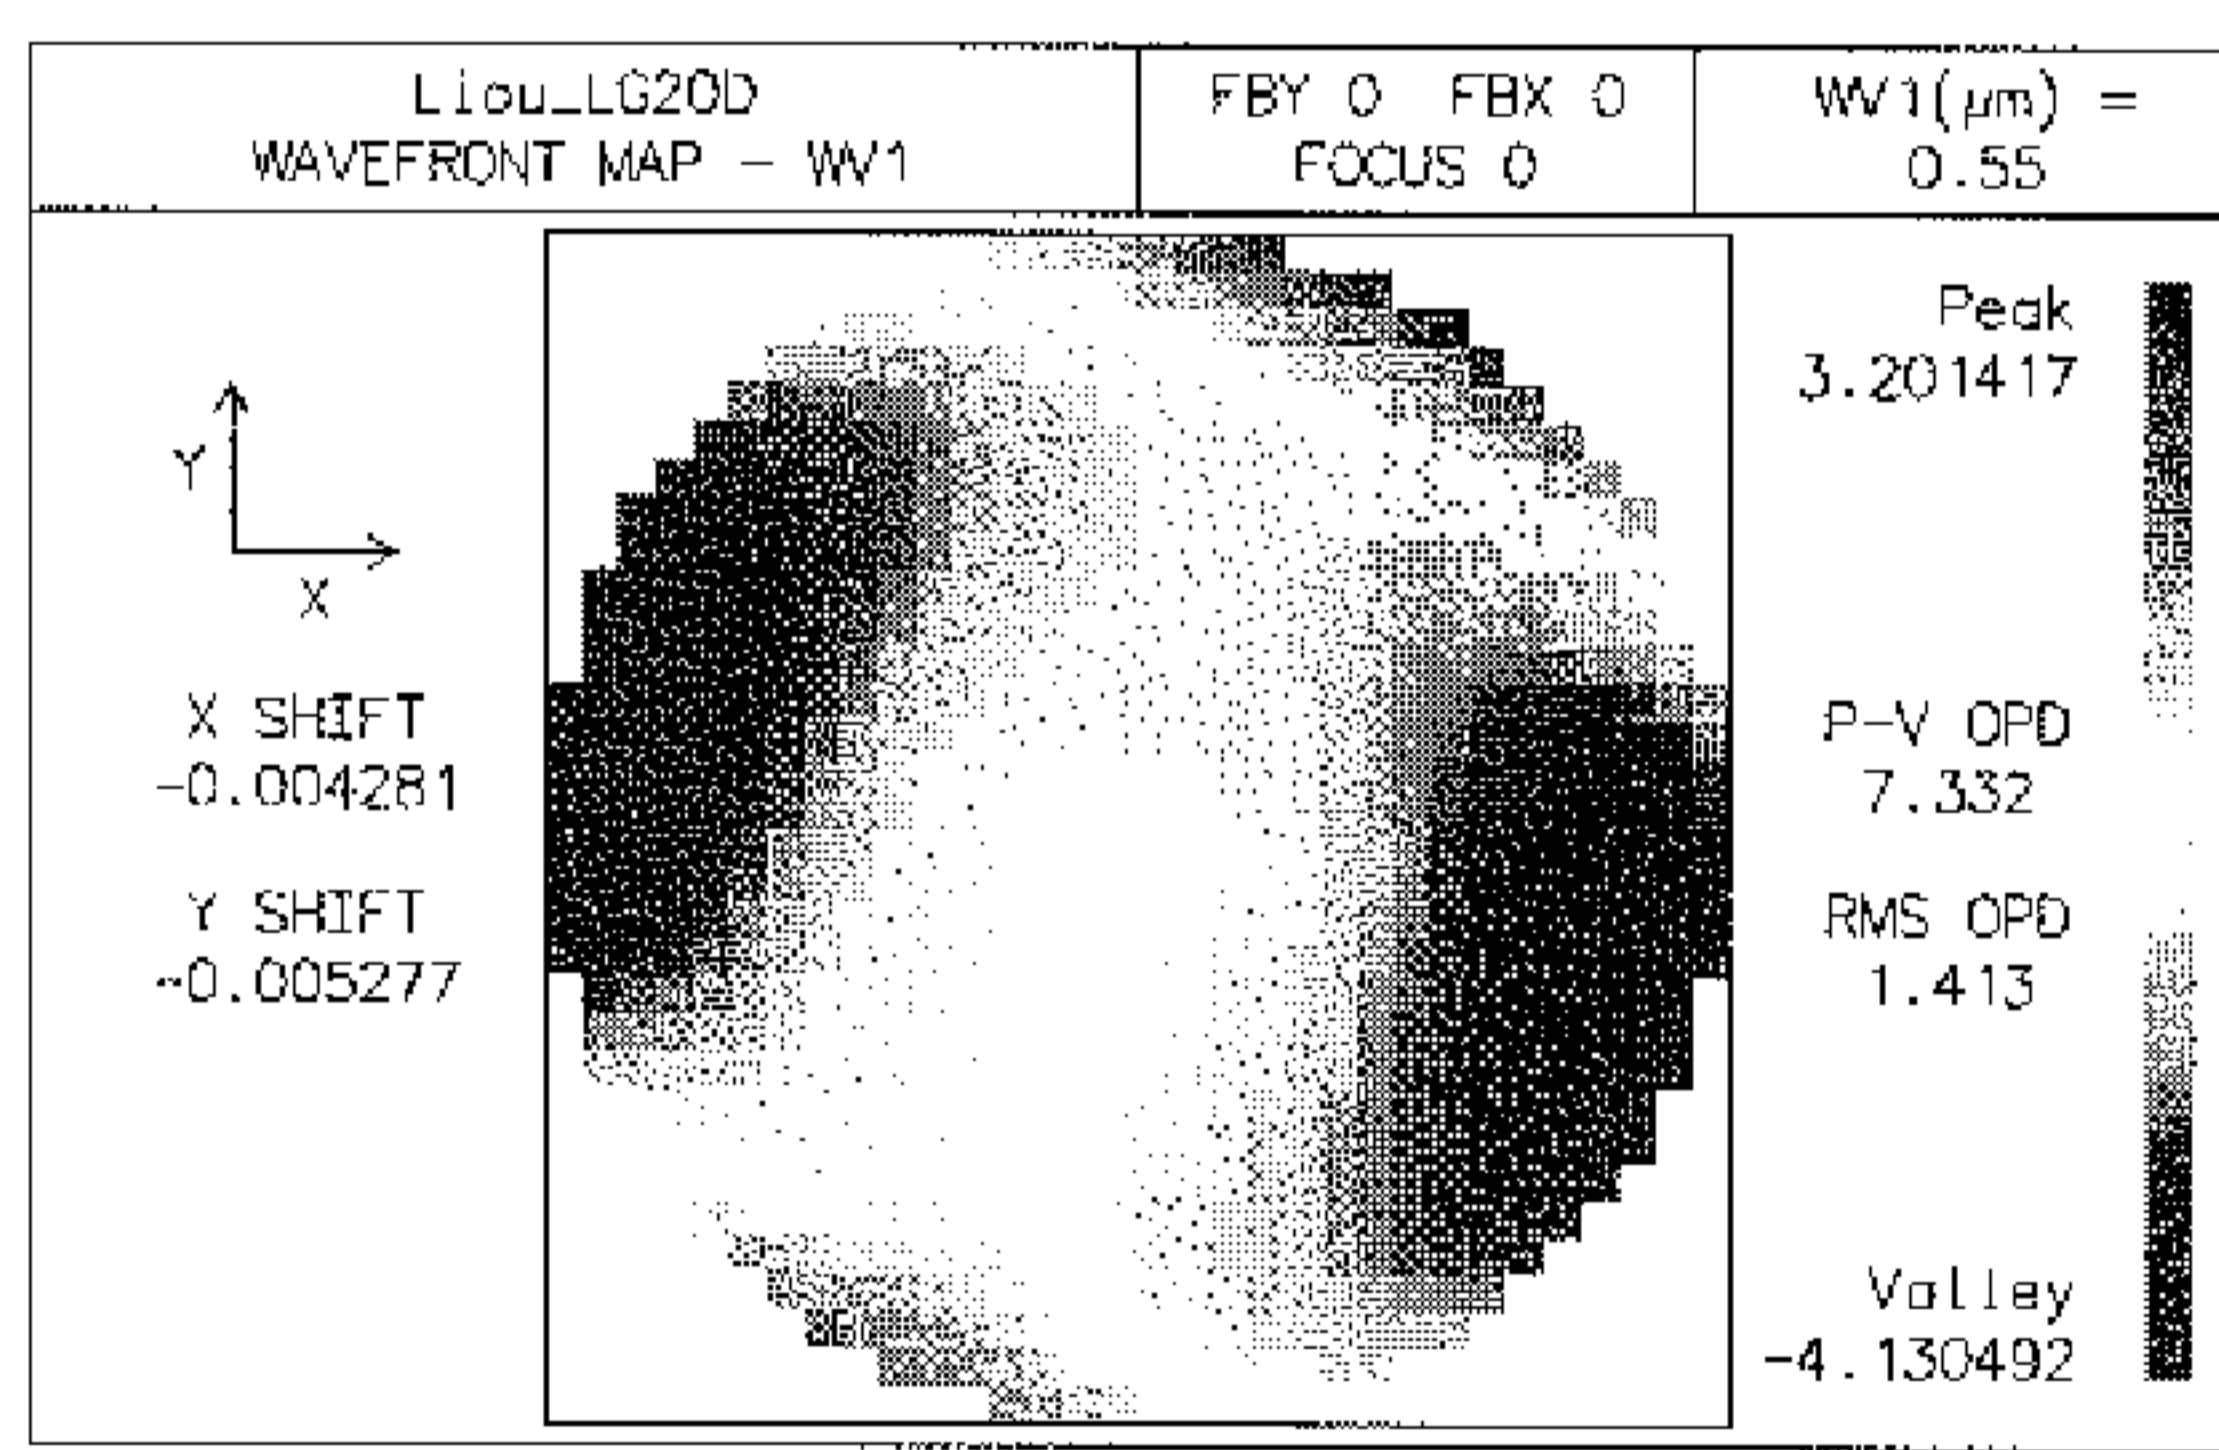 Liou_LG20D
WAVEFRONT MAP - WV1
FBY 0 FBX 0
FOCUS 0
WV1(μm) =
0.55
Y
X
X SHIFT
-0.004281
Y SHIFT
-0.005277
Peak
3.201417
P-V OPD
7.332
RMS OPD
1.413
Valley
-4.130492